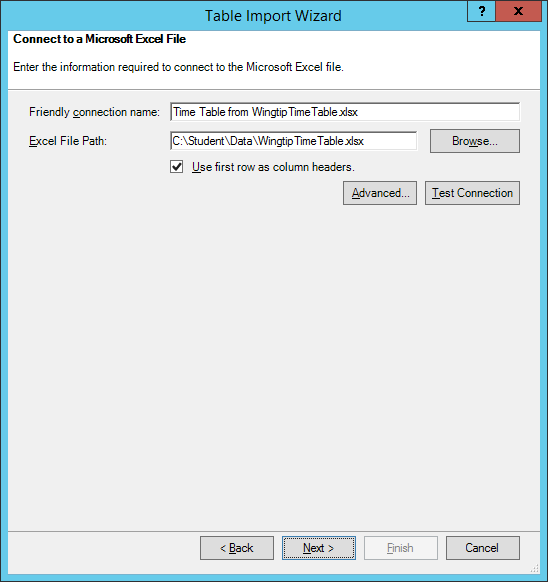 Table Import Wizard
?
x
Connect to a Microsoft Excel File
Enter the information required to connect to the Microsoft Excel file.
Friendly connection name: Time Table from WingtipTimeTable.xlsx
Excel File Path: C:\Student\Data\WingtipTimeTable.xlsx Browse...
Use first row as column headers.
Advanced... Test Connection
< Back Next > Finish Cancel